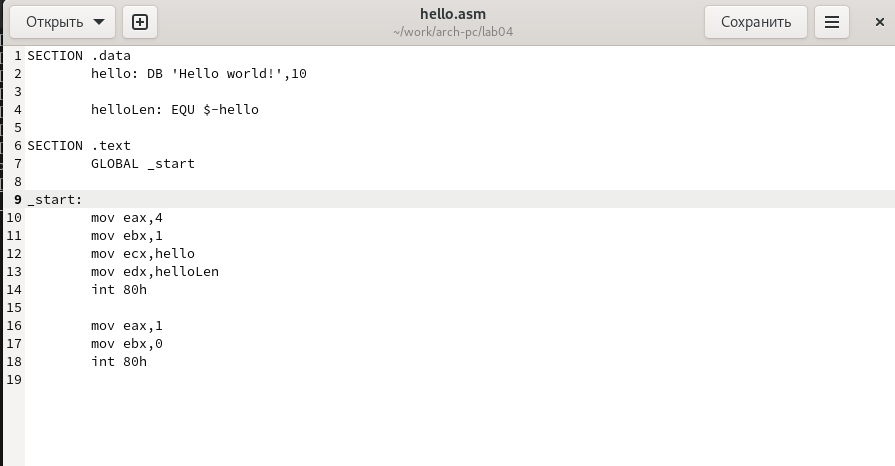 Открыть
hello.asm
~/work/arch-pc/lab04
Сохранить
1 SECTION .data
2         hello: DB 'Hello world!',10
3
4         helloLen: EQU $-hello
5
6 SECTION .text
7         GLOBAL _start
8
9 _start:
10         mov eax,4
11         mov ebx,1
12         mov ecx,hello
13         mov edx,helloLen
14         int 80h
15
16         mov eax,1
17         mov ebx,0
18         int 80h
19